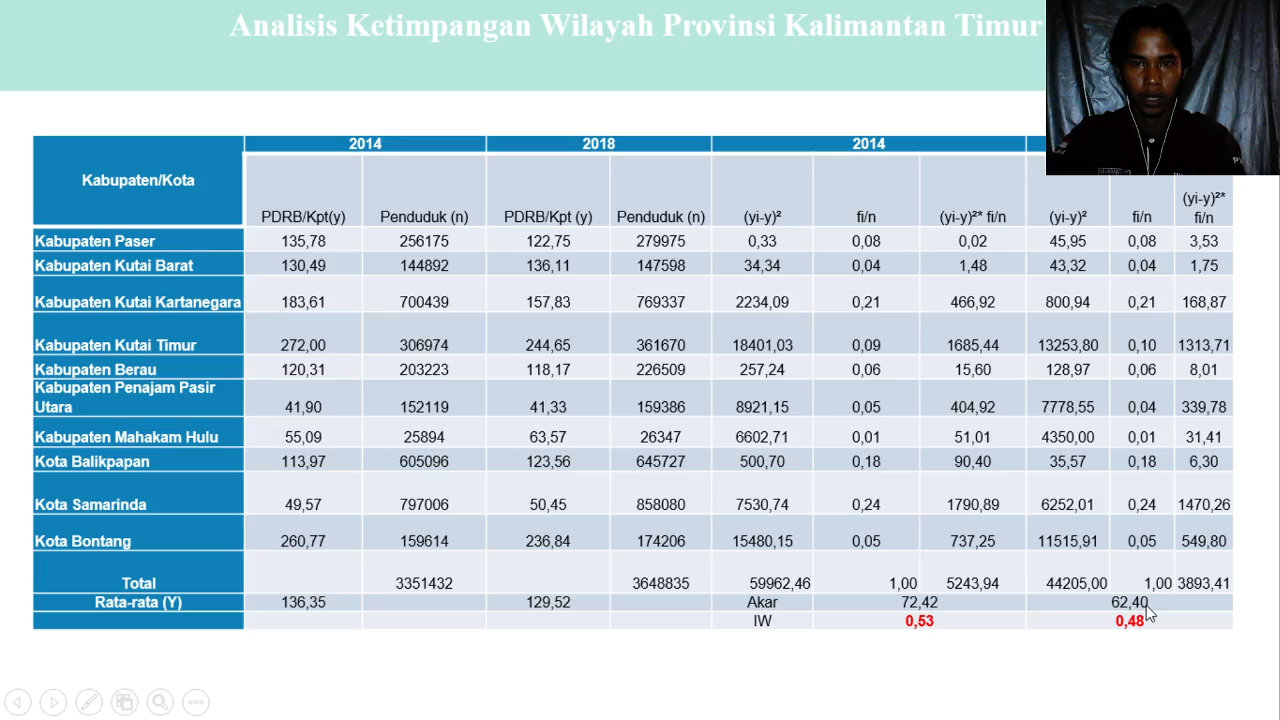 Analisis Ketimpangan Wilayah Provinsi Kalimantan Timur
Kabupaten/Kota 2014 2018 2014
PDRB/Kpt(y) Penduduk (n) PDRB/Kpt (y) Penduduk (n) (yi-y)² fi/n (yi-y)²* fi/n (yi-y)² fi/n (yi-y)²* fi/n
Kabupaten Paser 135,78 256175 122,75 279975 0,33 0,08 0,02 45,95 0,08 3,53
Kabupaten Kutai Barat 130,49 144892 136,11 147598 34,34 0,04 1,48 43,32 0,04 1,75
Kabupaten Kutai Kartanegara 183,61 700439 157,83 769337 2234,09 0,21 466,92 800,94 0,21 168,87
Kabupaten Kutai Timur 272,00 306974 244,65 361670 18401,03 0,09 1685,44 13253,80 0,10 1313,71
Kabupaten Berau 120,31 203223 118,17 226509 257,24 0,06 15,60 128,97 0,06 8,01
Kabupaten Penajam Pasir
Utara 41,90 152119 41,33 159386 8921,15 0,05 404,92 7778,55 0,04 339,78
Kabupaten Mahakam Hulu 55,09 25894 63,57 26347 6602,71 0,01 51,01 4350,00 0,01 31,41
Kota Balikpapan 113,97 605096 123,56 645727 500,70 0,18 90,40 35,57 0,18 6,30
Kota Samarinda 49,57 797006 50,45 858080 7530,74 0,24 1790,89 6252,01 0,24 1470,26
Kota Bontang 260,77 159614 236,84 174206 15480,15 0,05 737,25 11515,91 0,05 549,80
Total 3351432 3648835 59962,46 1,00 5243,94 44205,00 1,00 3893,41
Rata-rata (Y) 136,35 129,52 Akar 72,42 62,40
IW 0,53 0,48